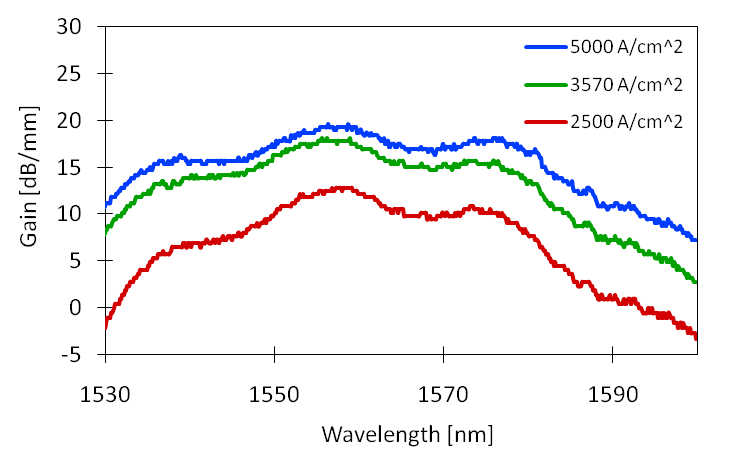 30
25
20
15
10
5
0
-5
Gain [dB/mm]
5000 A/cm^2
3570 A/cm^2
2500 A/cm^2
1530 1550 1570 1590
Wavelength [nm]